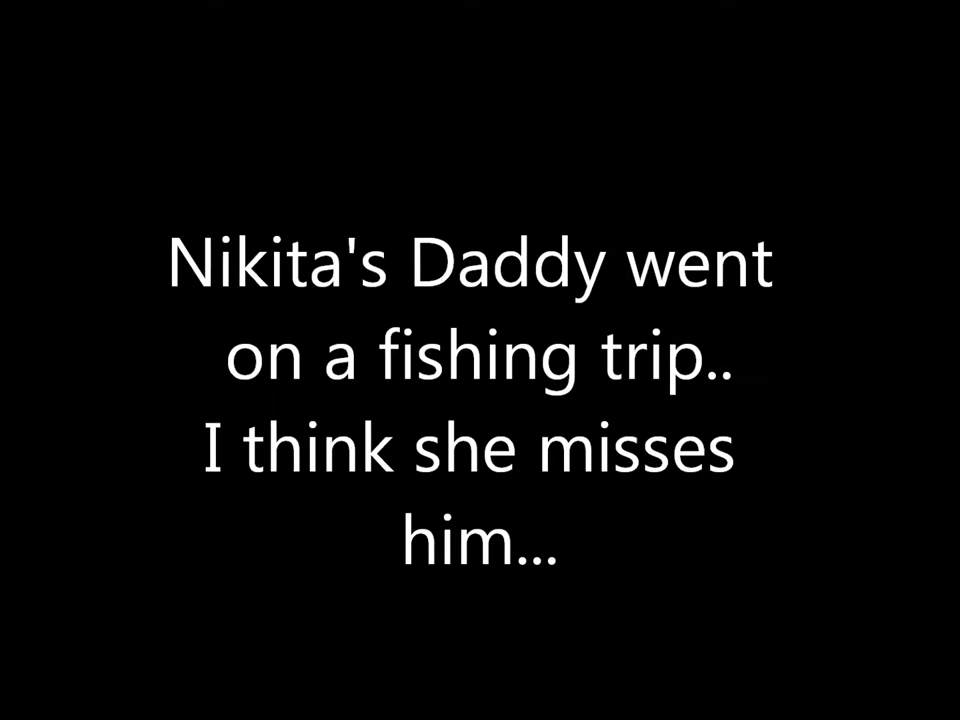 Nikita's Daddy went
on a fishing trip..
I think she misses
him...